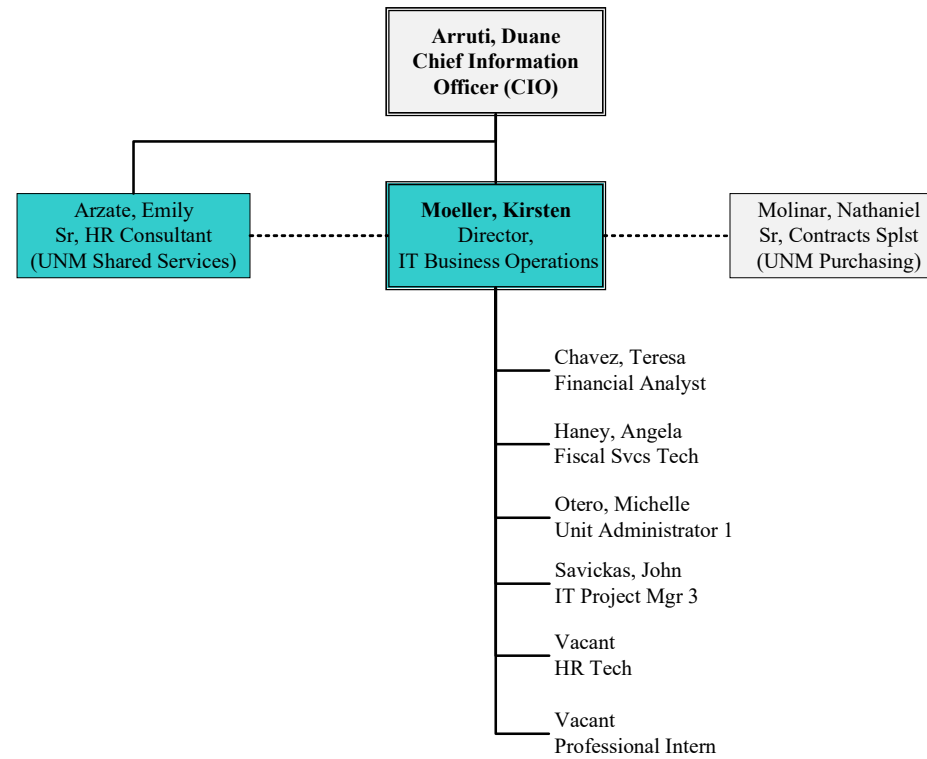 Arruti, Duane
Chief Information
Officer (CIO)
Arzate, Emily
Sr, HR Consultant
(UNM Shared Services)
Moeller, Kirsten
Director,
IT Business Operations
Molinar, Nathaniel
Sr, Contracts Splst
(UNM Purchasing)
Chavez, Teresa
Financial Analyst
Haney, Angela
Fiscal Svcs Tech
Otero, Michelle
Unit Administrator 1
Savickas, John
IT Project Mgr 3
Vacant
HR Tech
Vacant
Professional Intern